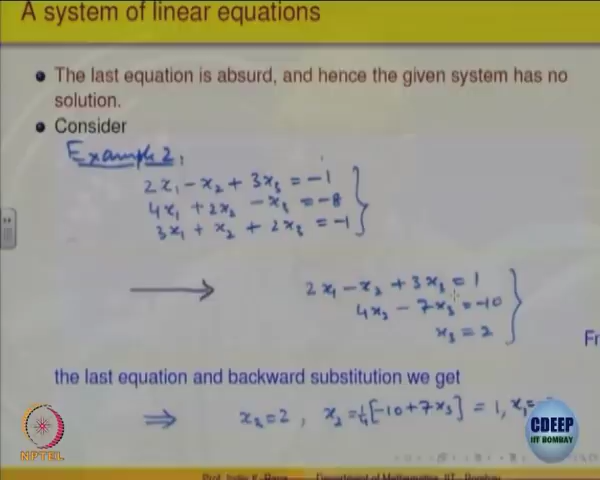 A system of linear equations
The last equation is absurd, and hence the given system has no
solution.
Consider
Example 2,
2x₁ - x₂ + 3x₃ = -1
4x₁ + 2x₂ - x₃ = -8
3x₁ + x₂ + 2x₃ = -1
2x₁ - x₂ + 3x₃ = 1
4x₂ - 7x₃ = -10
x₃ = 2
Fr
the last equation and backward substitution we get
⇒ x₃ = 2, x₂ = ¼[-10 + 7x₃] = 1, x₁ =
NPTEL
CDEEP
IIT BOMBAY